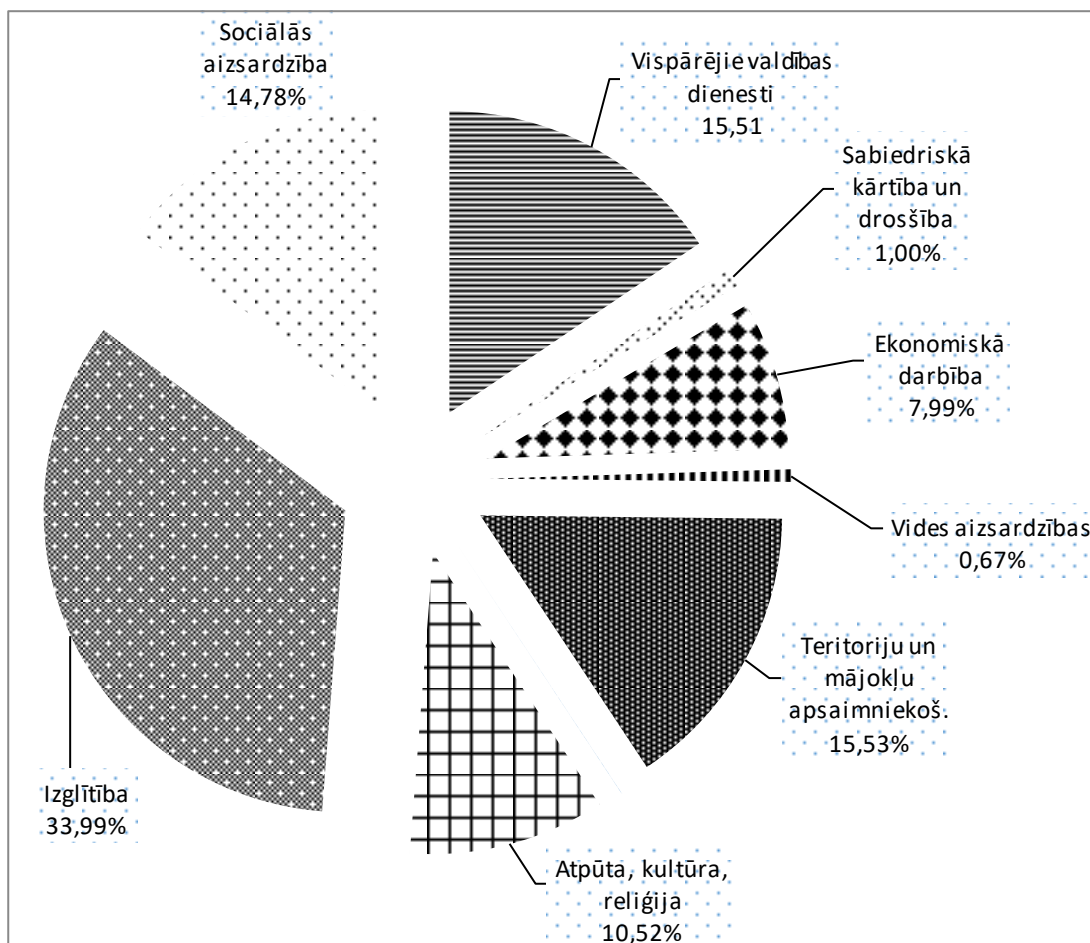 Sociālās
aizsardzība
14,78%
Vispārējie valdības
dienesti
15,51
Sabiedriskā
kārtība un
drosšība
1,00%
Ekonomiskā
darbība
7,99%
Vides aizsardzības
0,67%
Teritoriju un
mājokļu
apsaimniekoš.
15,53%
Atpūta, kultūra,
reliģija
10,52%
Izglītība
33,99%